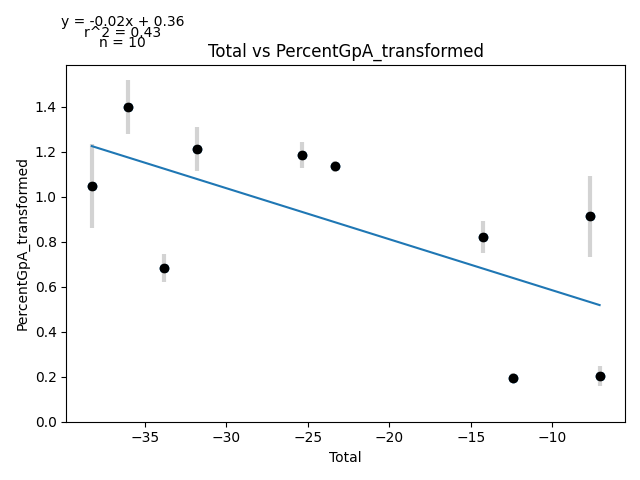 y = -0.02x + 0.36
r^2 = 0.43
n = 10
Total vs PercentGpA_transformed
PercentGpA_transformed
1.4
1.2
1.0
0.8
0.6
0.4
0.2
0.0
−35
−30
−25
−20
−15
−10
Total